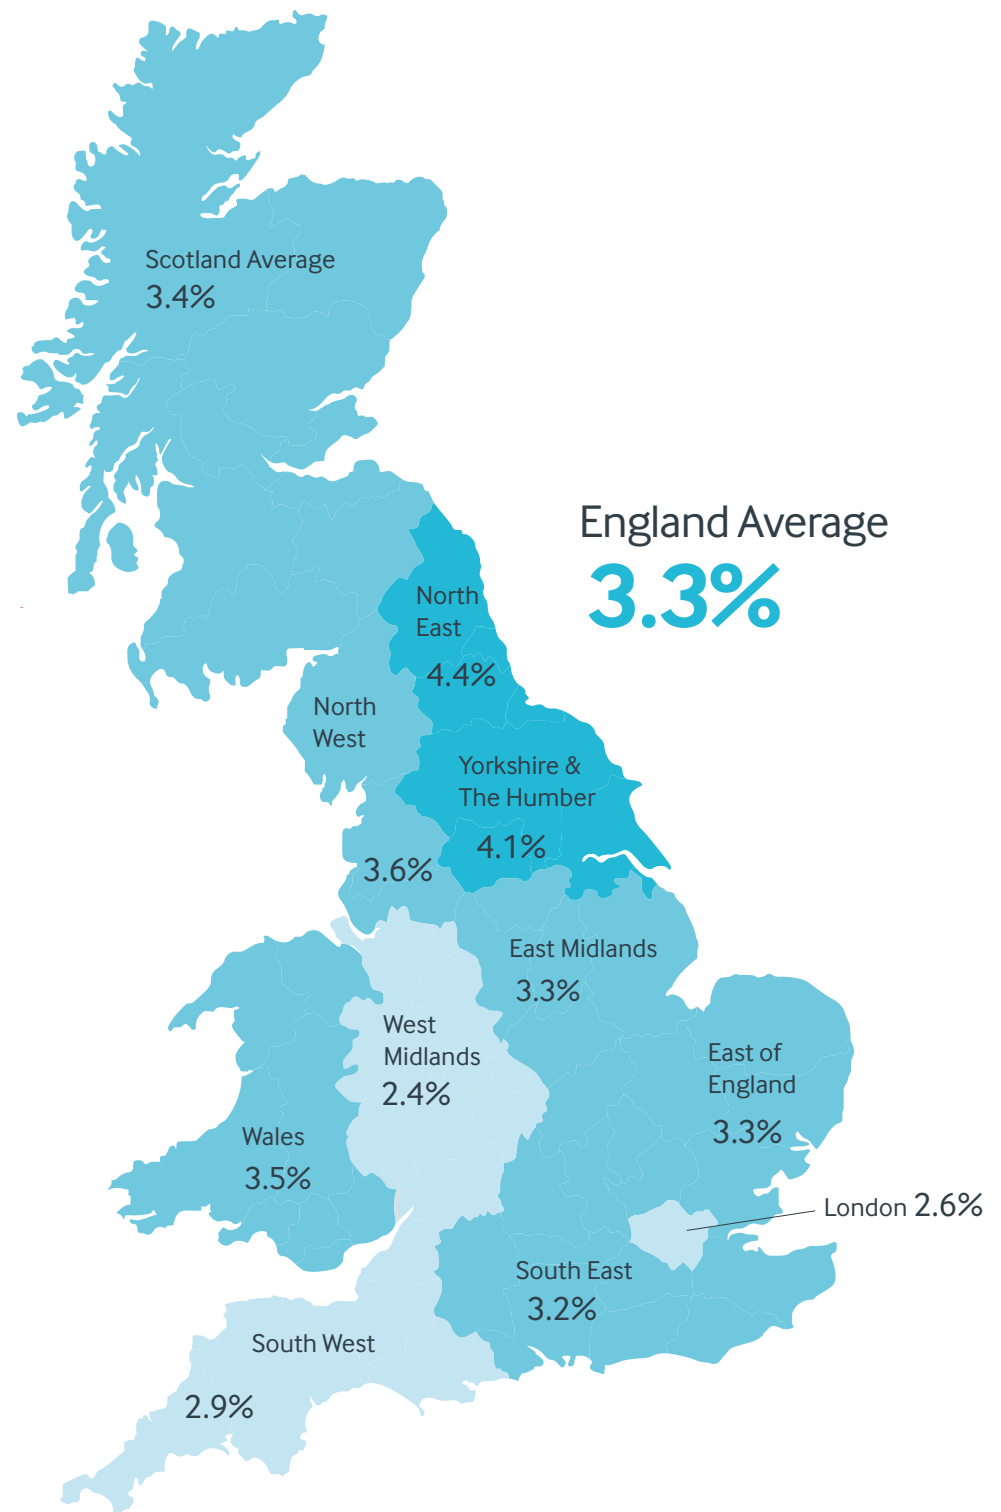 Scotland Average
3.4%
England Average
3.3%
North
East
4.4%
North
West
3.6%
Yorkshire &
The Humber
4.1%
East Midlands
3.3%
West
Midlands
2.4%
East of
England
3.3%
Wales
3.5%
London 2.6%
South East
3.2%
South West
2.9%